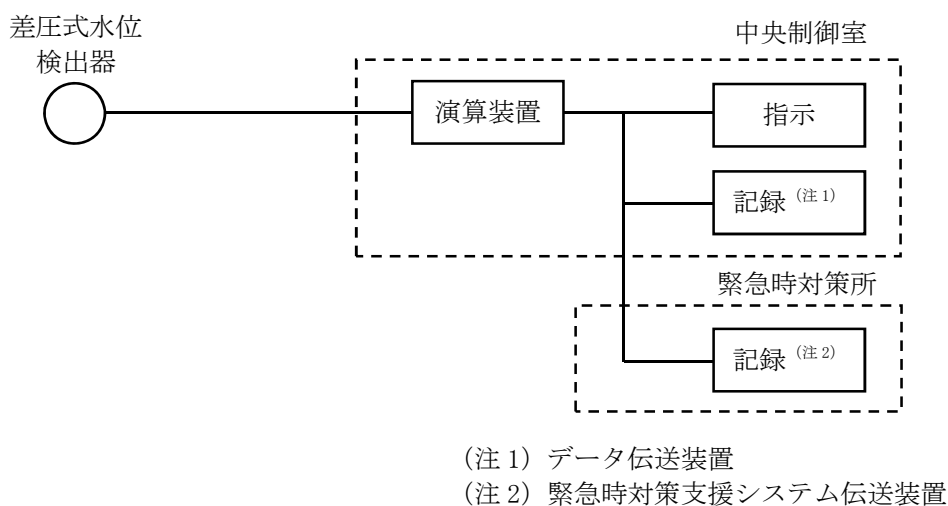 差圧式水位
検出器
中央制御室
演算装置
指示
記録（注1）
緊急時対策所
記録（注2）
（注1）データ伝送装置
（注2）緊急時対策支援システム伝送装置